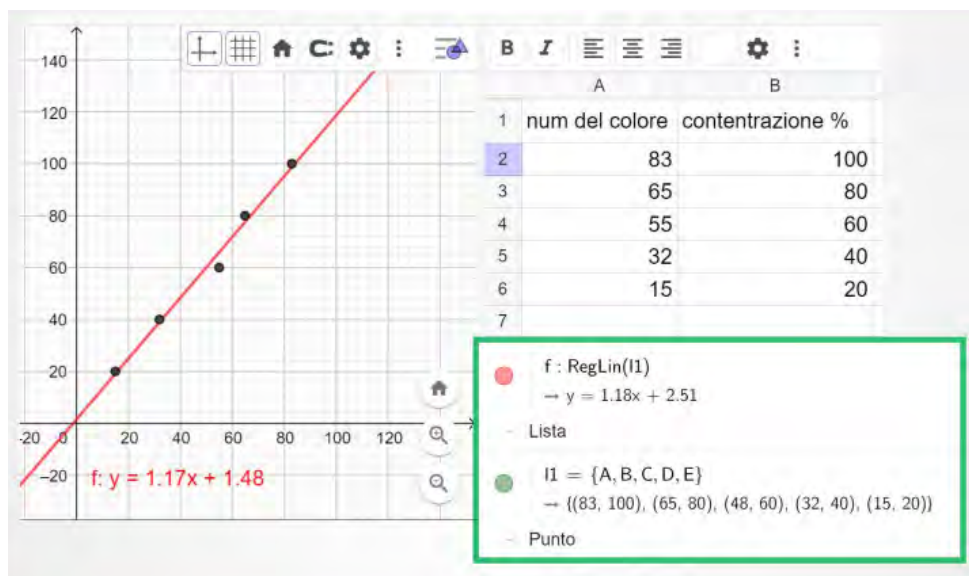 140
120
100
80
60
40
20
-20
0
20
40
60
80
100
120
–20
f: y = 1.17x + 1.48
B I
A B
1 num del colore contentrazione %
2 83 100
3 65 80
4 55 60
5 32 40
6 15 20
7
f : RegLin(l1)
→ y = 1.18x + 2.51
– Lista
l1 = {A, B, C, D, E}
→ {(83, 100), (65, 80), (48, 60), (32, 40), (15, 20)}
– Punto